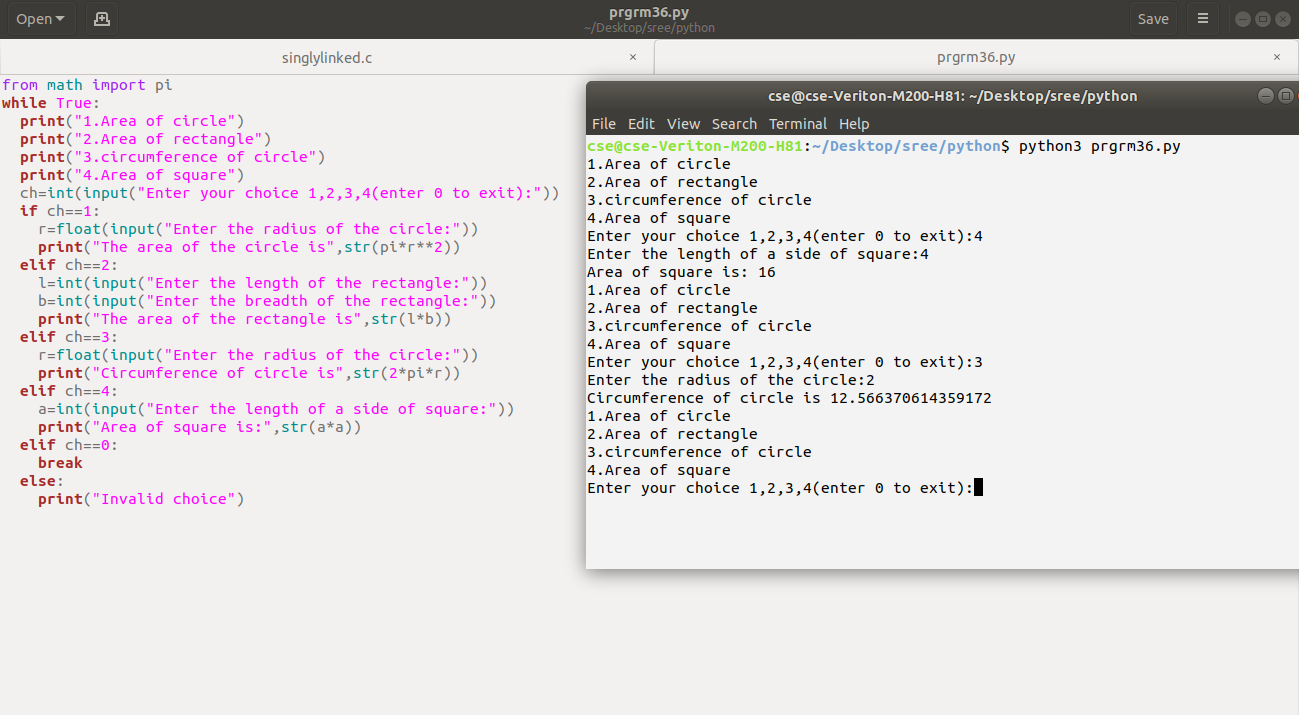 Open
prgrm36.py
~/Desktop/sree/python
Save
singlylinked.c
prgrm36.py
from math import pi
while True:
  print("1.Area of circle")
  print("2.Area of rectangle")
  print("3.circumference of circle")
  print("4.Area of square")
  ch=int(input("Enter your choice 1,2,3,4(enter 0 to exit):"))
  if ch==1:
    r=float(input("Enter the radius of the circle:"))
    print("The area of the circle is",str(pi*r**2))
  elif ch==2:
    l=int(input("Enter the length of the rectangle:"))
    b=int(input("Enter the breadth of the rectangle:"))
    print("The area of the rectangle is",str(l*b))
  elif ch==3:
    r=float(input("Enter the radius of the circle:"))
    print("Circumference of circle is",str(2*pi*r))
  elif ch==4:
    a=int(input("Enter the length of a side of square:"))
    print("Area of square is:",str(a*a))
  elif ch==0:
    break
  else:
    print("Invalid choice")
cse@cse-Veriton-M200-H81: ~/Desktop/sree/python
File Edit View Search Terminal Help
cse@cse-Veriton-M200-H81:~/Desktop/sree/python$ python3 prgrm36.py
1.Area of circle
2.Area of rectangle
3.circumference of circle
4.Area of square
Enter your choice 1,2,3,4(enter 0 to exit):4
Enter the length of a side of square:4
Area of square is: 16
1.Area of circle
2.Area of rectangle
3.circumference of circle
4.Area of square
Enter your choice 1,2,3,4(enter 0 to exit):3
Enter the radius of the circle:2
Circumference of circle is 12.566370614359172
1.Area of circle
2.Area of rectangle
3.circumference of circle
4.Area of square
Enter your choice 1,2,3,4(enter 0 to exit):